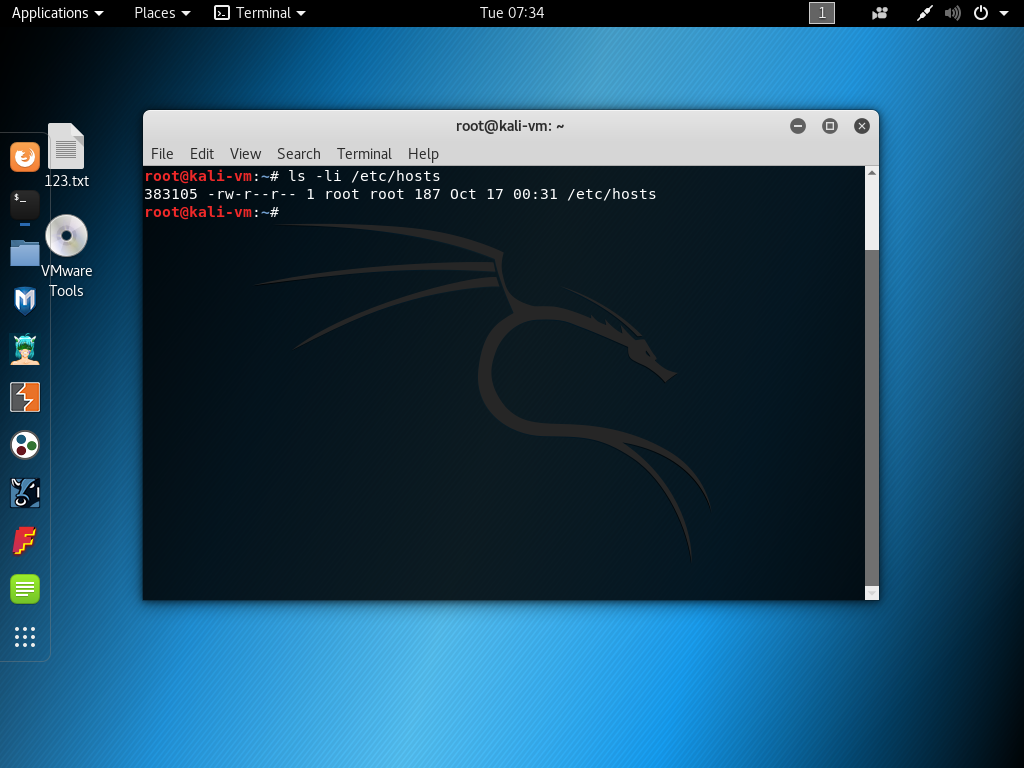 Applications Places Terminal Tue 07:34 1
root@kali-vm: ~
File Edit View Search Terminal Help
root@kali-vm:~# ls -li /etc/hosts
383105 -rw-r--r-- 1 root root 187 Oct 17 00:31 /etc/hosts
root@kali-vm:~#
123.txt
VMware
Tools